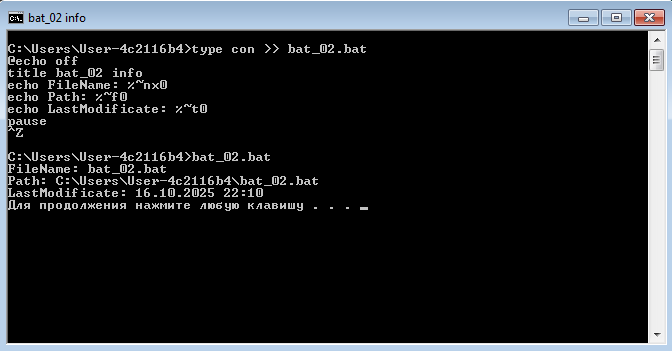 bat_02 info
C:\Users\User-4c2116b4>type con >> bat_02.bat
@echo off
title bat_02 info
echo FileName: %~nx0
echo Path: %~f0
echo LastModificate: %~t0
pause
^Z
C:\Users\User-4c2116b4>bat_02.bat
FileName: bat_02.bat
Path: C:\Users\User-4c2116b4\bat_02.bat
LastModificate: 16.10.2025 22:10
Для продолжения нажмите любую клавишу . . . _